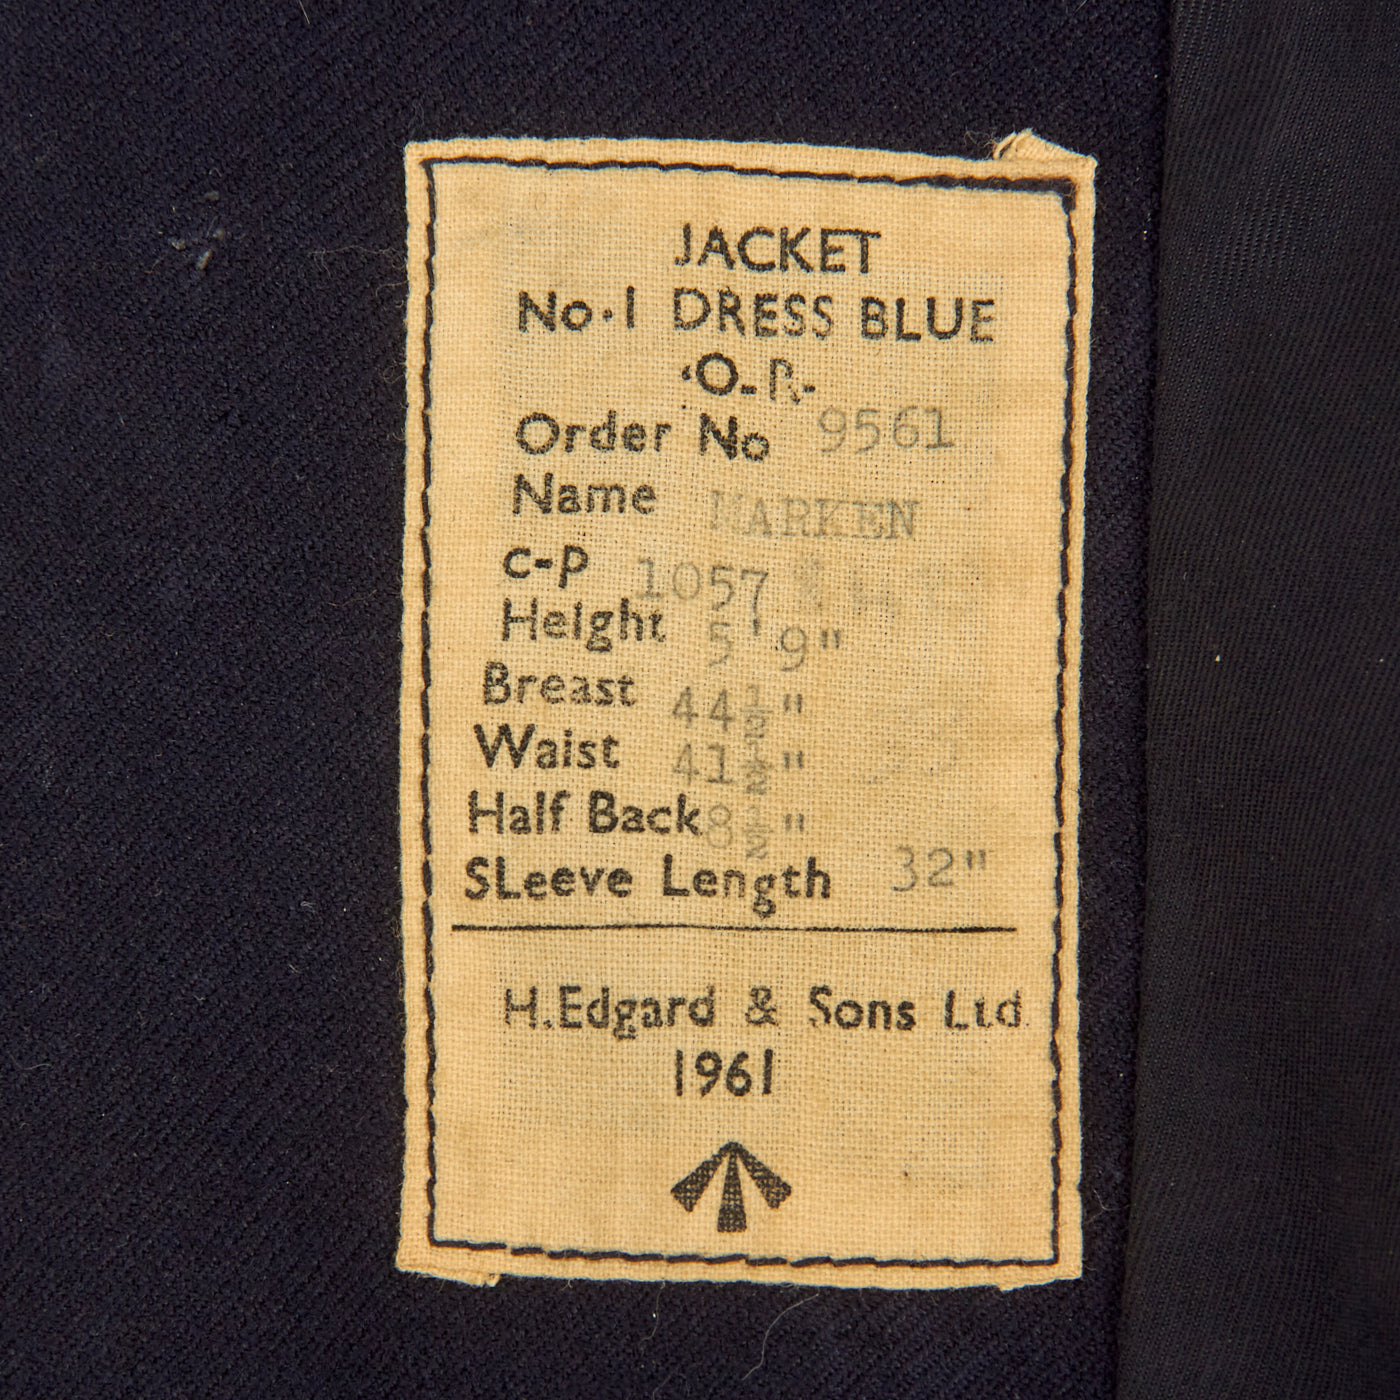 JACKET
No.1 DRESS BLUE
.O.R.
Order No 9561
Name
c-p 1057
Height 5'9"
Breast 44½"
Waist 41½"
Half Back 8½"
SLeeve Length 32"
H.Edgard & Sons Ltd.
1961